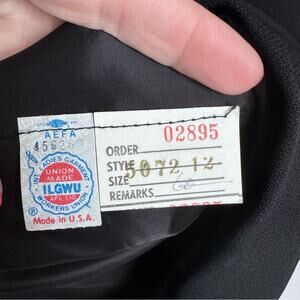 AEFA
INT'L LADIES GARMENT
UNION
MADE
ILGWU
AFL CIO
WORKERS UNION
®
Made in U.S.A.
02895
ORDER
STYLE 5072 12
SIZE
REMARKS